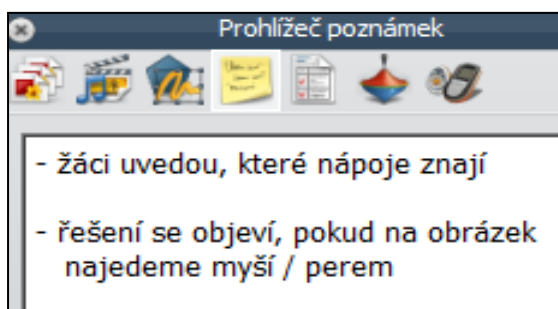 Prohlížeč poznámek
- žáci uvedou, které nápoje znají
- řešení se objeví, pokud na obrázek
najedeme myší / perem